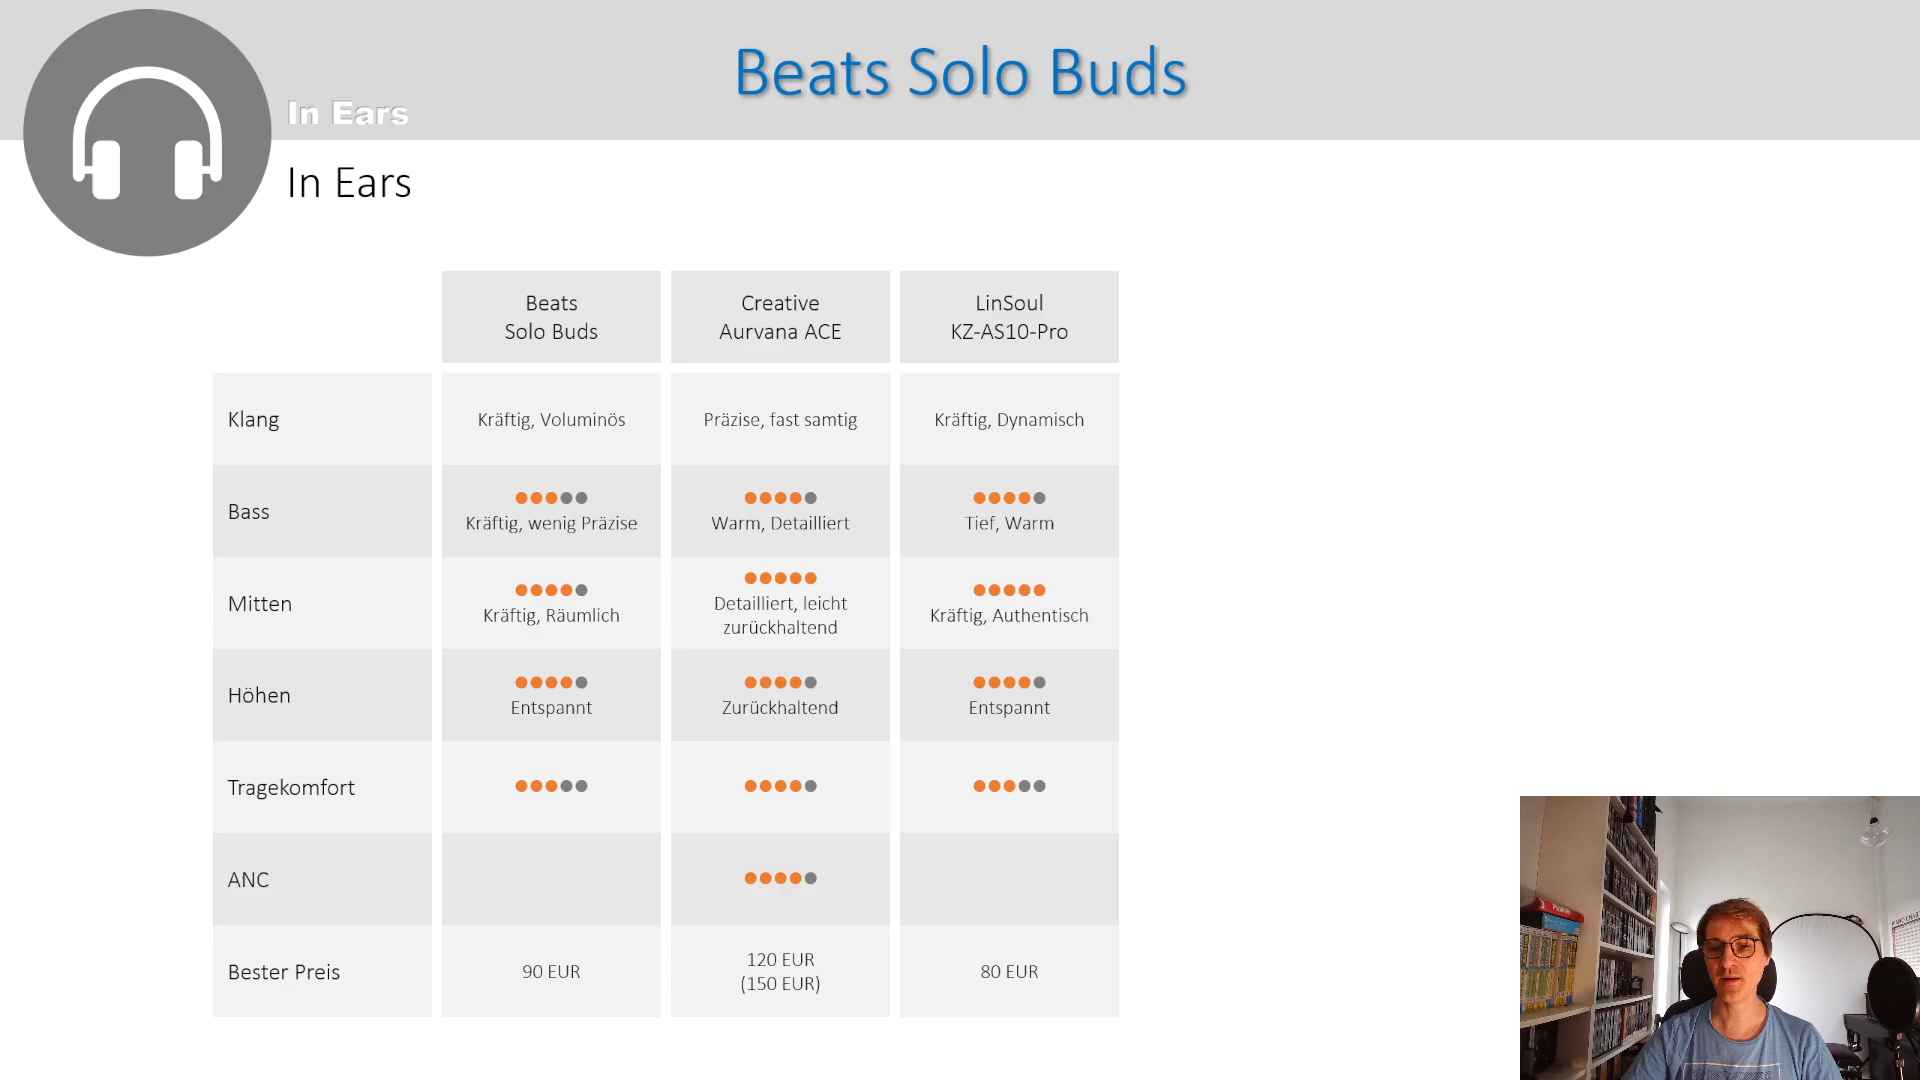 Beats Solo Buds
In Ears
In Ears
Beats
Solo Buds
Creative
Aurvana ACE
LinSoul
KZ-AS10-Pro
Klang
Kräftig, Voluminös
Präzise, fast samtig
Kräftig, Dynamisch
Bass
Kräftig, wenig Präzise
Warm, Detailliert
Tief, Warm
Mitten
Kräftig, Räumlich
Detailliert, leicht
zurückhaltend
Kräftig, Authentisch
Höhen
Entspannt
Zurückhaltend
Entspannt
Tragekomfort
ANC
Bester Preis
90 EUR
120 EUR
(150 EUR)
80 EUR